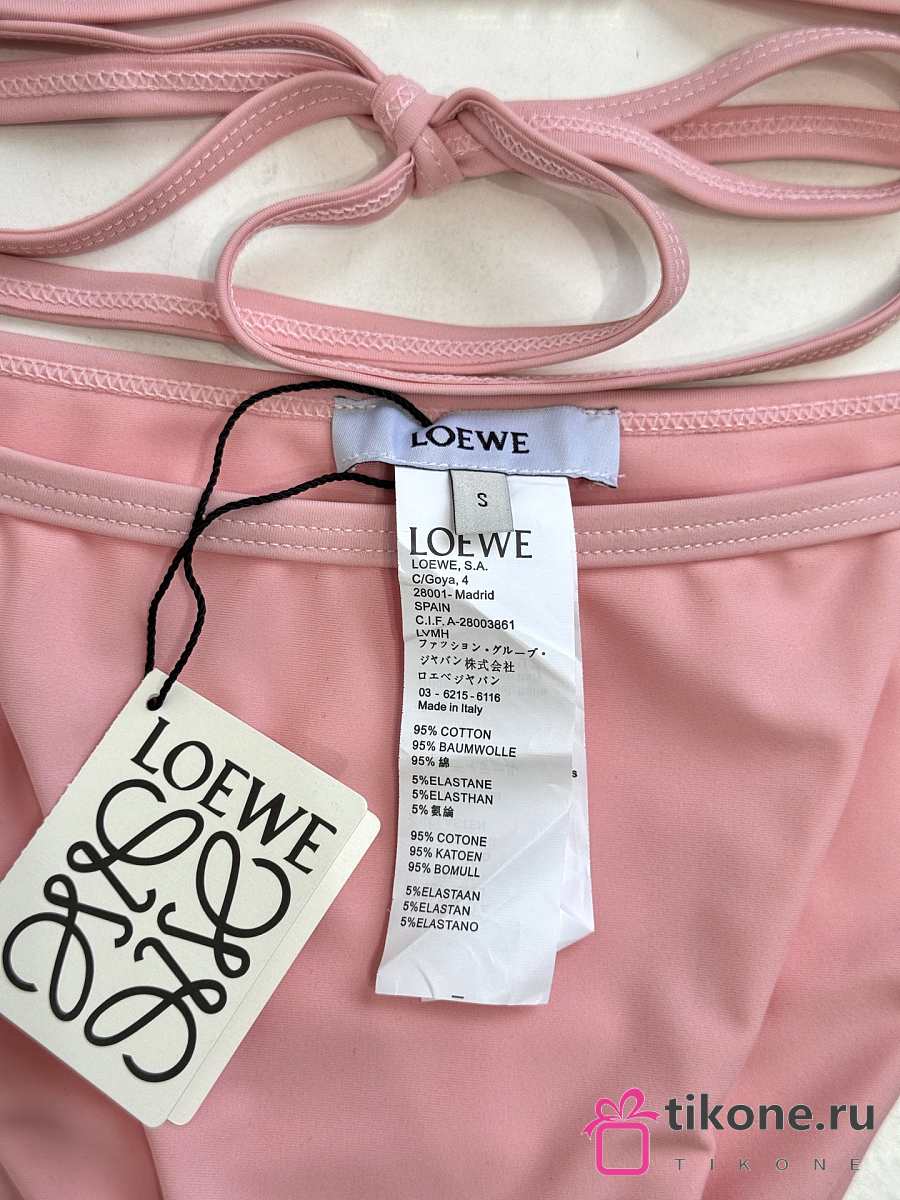 LOEWE
S
LOEWE
LOEWE, S.A.
C/Goya, 4
28001- Madrid
SPAIN
C.I.F. A-28003861
LVMH
ファッション・グループ・
ジャパン株式会社
ロエベジャパン
03 - 6215-6116
Made in Italy
95% COTTON
95% BAUMWOLLE
95% 綿
5%ELASTANE
5%ELASTHAN
5% 氨綸
95% COTONE
95% KATOEN
95% BOMULL
5%ELASTAAN
5%ELASTAN
5%ELASTANO
LOEWE
tikone.ru
TIKONE